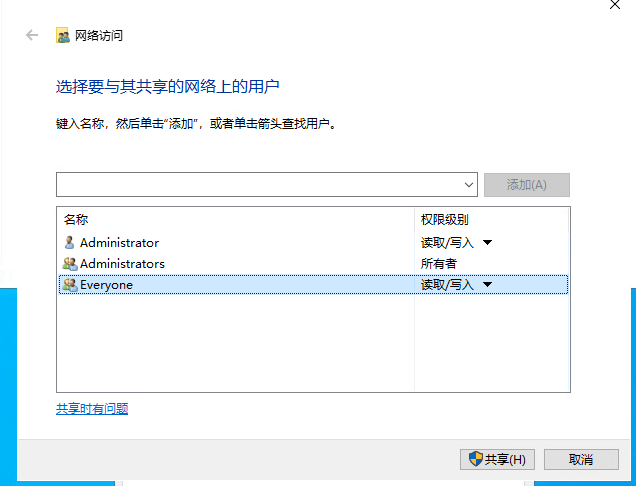 网络访问
选择要与其共享的网络上的用户
键入名称，然后单击“添加”，或者单击箭头查找用户。
添加(A)
名称 权限级别
Administrator 读取/写入
Administrators 所有者
Everyone 读取/写入
共享时有问题
共享(H) 取消